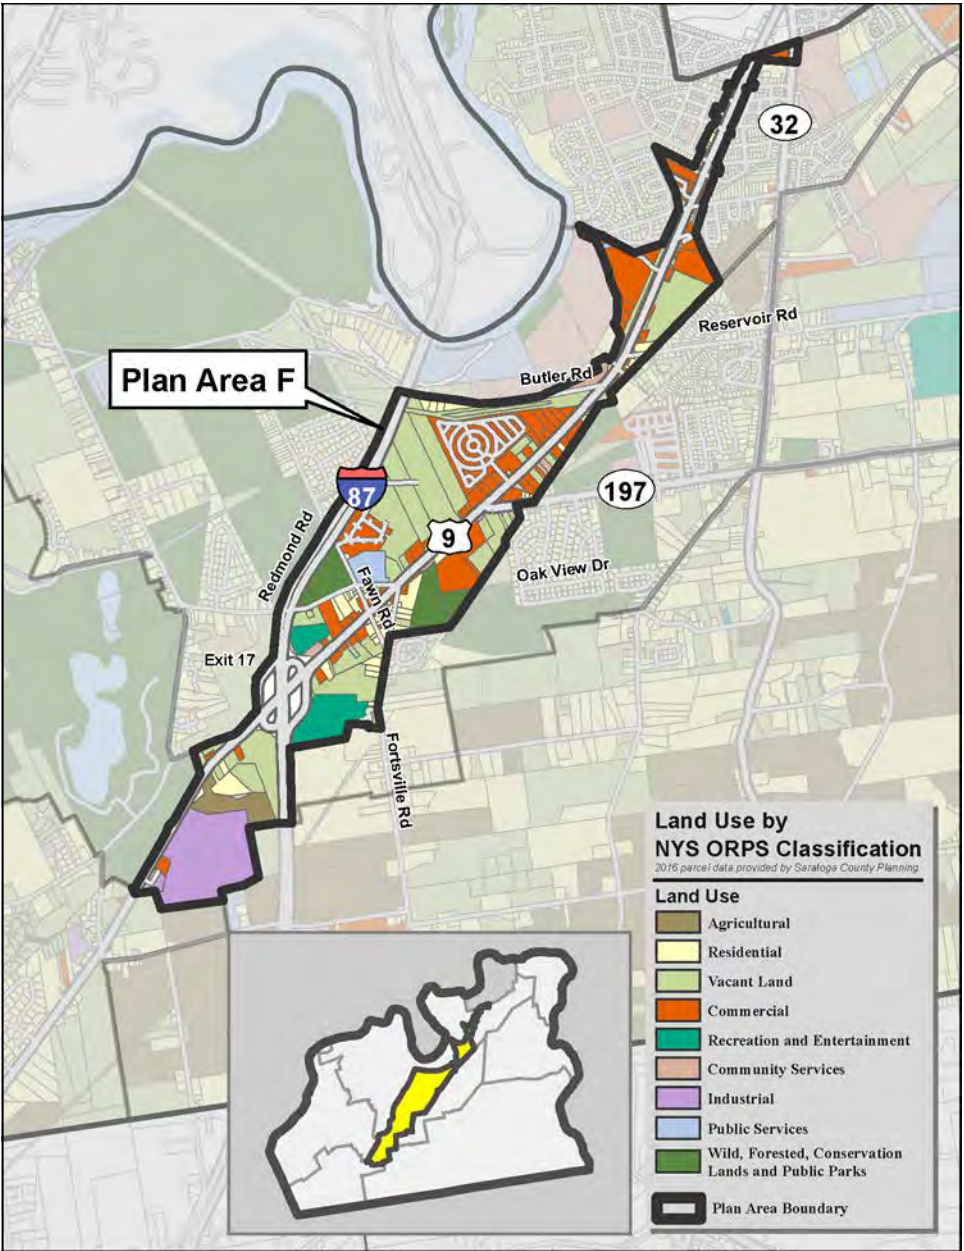 32
Reservoir Rd
Butler Rd
Plan Area F
87
197
9
Redmond Rd
Oak View Dr
Fawn Rd
Exit 17
Fortsville Rd
Land Use by
NYS ORPS Classification
2016 parcel data provided by Saratoga County Planning
Land Use
Agricultural
Residential
Vacant Land
Commercial
Recreation and Entertainment
Community Services
Industrial
Public Services
Wild, Forested, Conservation
Lands and Public Parks
Plan Area Boundary